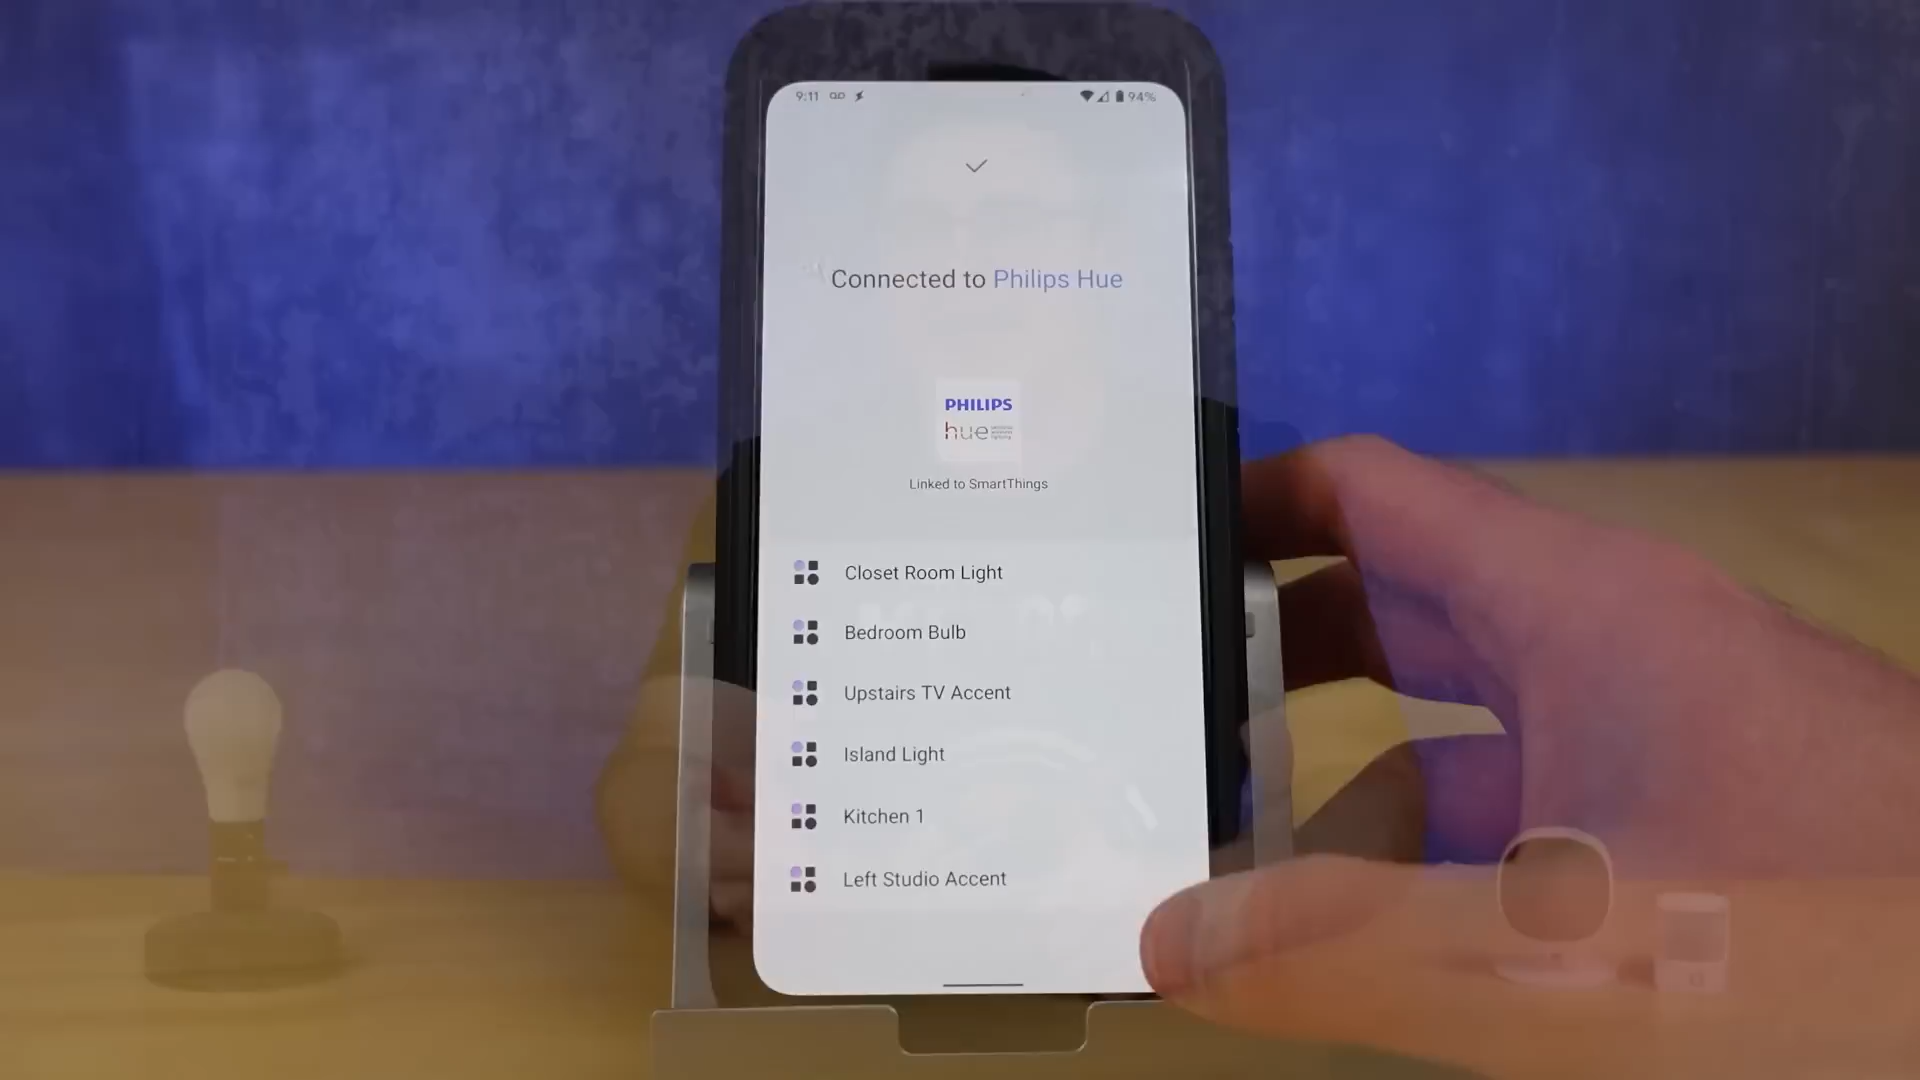 9:11
94%
Connected to Philips Hue
PHILIPS
hue
Linked to SmartThings
Closet Room Light
Bedroom Bulb
Upstairs TV Accent
Island Light
Kitchen 1
Left Studio Accent